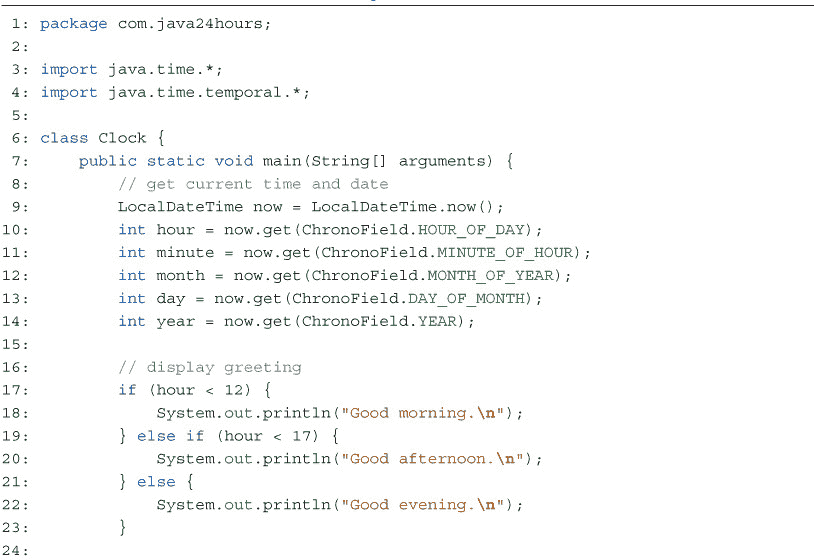 1: package com.java24hours;
2:
3: import java.time.*;
4: import java.time.temporal.*;
5:
6: class Clock {
7:     public static void main(String[] arguments) {
8:         // get current time and date
9:         LocalDateTime now = LocalDateTime.now();
10:         int hour = now.get(ChronoField.HOUR_OF_DAY);
11:         int minute = now.get(ChronoField.MINUTE_OF_HOUR);
12:         int month = now.get(ChronoField.MONTH_OF_YEAR);
13:         int day = now.get(ChronoField.DAY_OF_MONTH);
14:         int year = now.get(ChronoField.YEAR);
15:
16:         // display greeting
17:         if (hour < 12) {
18:             System.out.println("Good morning.\n");
19:         } else if (hour < 17) {
20:             System.out.println("Good afternoon.\n");
21:         } else {
22:             System.out.println("Good evening.\n");
23:         }
24: